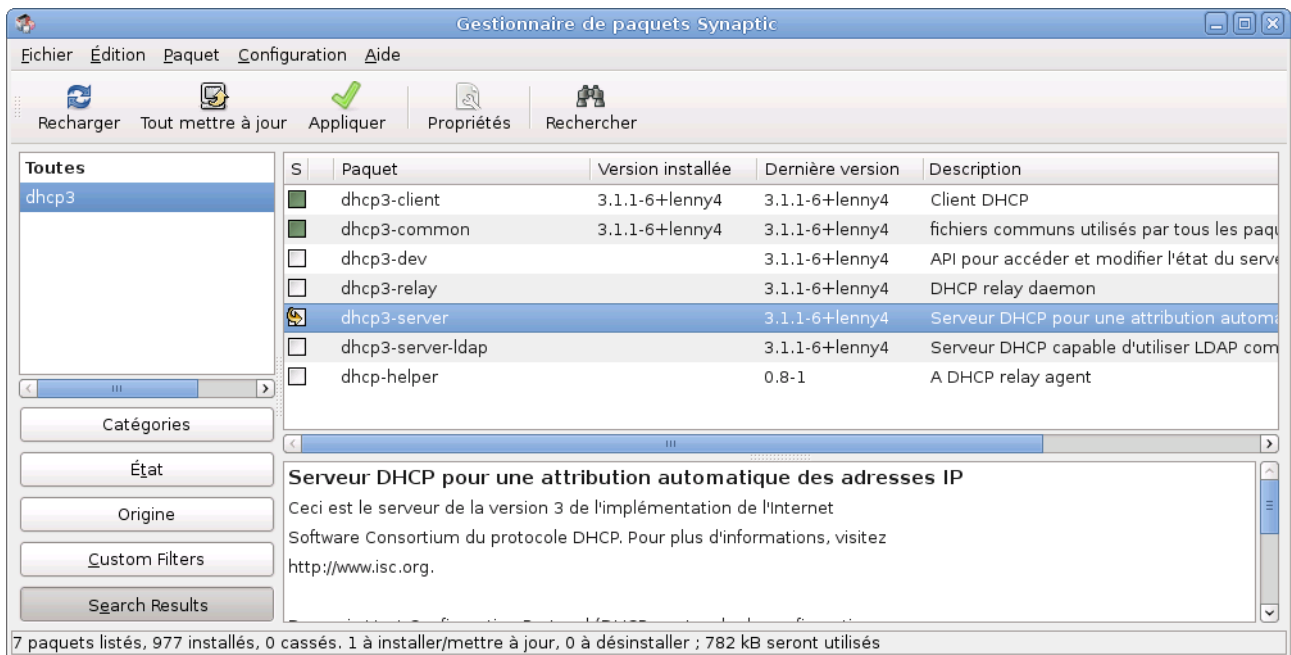 Gestionnaire de paquets Synaptic
Fichier Édition Paquet Configuration Aide
Recharger Tout mettre à jour Appliquer Propriétés Rechercher
Toutes
dhcp3
S Paquet Version installée Dernière version Description
dhcp3-client 3.1.1-6+lenny4 3.1.1-6+lenny4 Client DHCP
dhcp3-common 3.1.1-6+lenny4 3.1.1-6+lenny4 fichiers communs utilisés par tous les paqu
dhcp3-dev 3.1.1-6+lenny4 API pour accéder et modifier l'état du serve
dhcp3-relay 3.1.1-6+lenny4 DHCP relay daemon
dhcp3-server 3.1.1-6+lenny4 Serveur DHCP pour une attribution automa
dhcp3-server-ldap 3.1.1-6+lenny4 Serveur DHCP capable d'utiliser LDAP com
dhcp-helper 0.8-1 A DHCP relay agent
Catégories
État
Origine
Custom Filters
Search Results
Serveur DHCP pour une attribution automatique des adresses IP
Ceci est le serveur de la version 3 de l'implémentation de l'Internet
Software Consortium du protocole DHCP. Pour plus d'informations, visitez
http://www.isc.org.
7 paquets listés, 977 installés, 0 cassés. 1 à installer/mettre à jour, 0 à désinstaller ; 782 kB seront utilisés